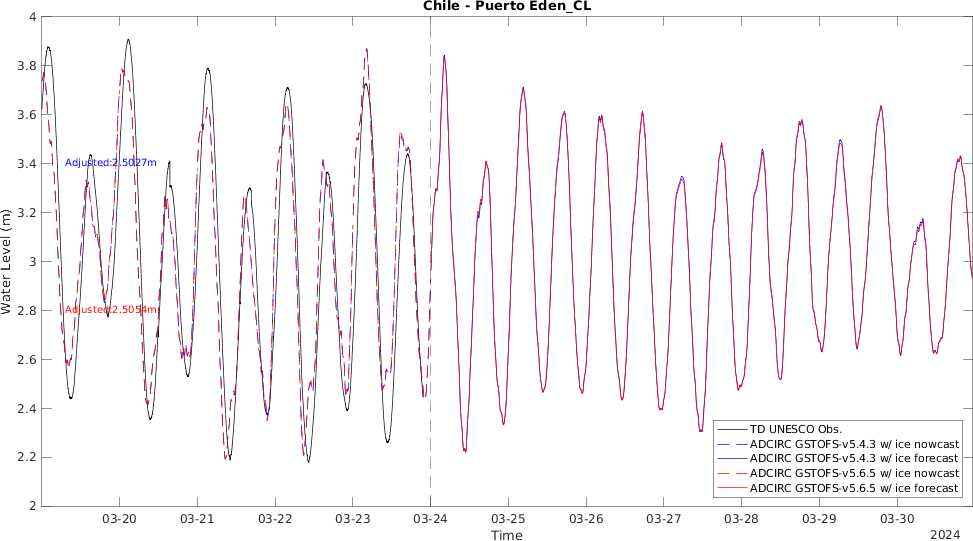 Chile - Puerto Eden_CL
4
3.8
3.6
3.4
3.2
3
2.8
2.6
2.4
2.2
2
Water Level (m)
Adjusted:2.5027m
Adjusted:2.5054m
TD UNESCO Obs.
ADCIRC GSTOFS-v5.4.3 w/ ice nowcast
ADCIRC GSTOFS-v5.4.3 w/ ice forecast
ADCIRC GSTOFS-v5.6.5 w/ ice nowcast
ADCIRC GSTOFS-v5.6.5 w/ ice forecast
03-20 03-21 03-22 03-23 03-24 03-25 03-26 03-27 03-28 03-29 03-30
Time
2024